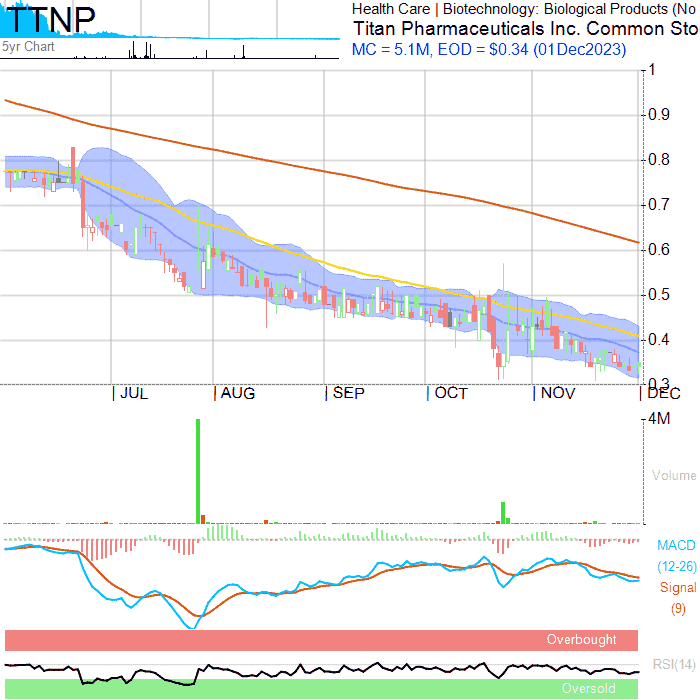 TTNP
5yr Chart
Health Care | Biotechnology: Biological Products (No
Titan Pharmaceuticals Inc. Common Sto
MC = 5.1M, EOD = $0.34 (01Dec2023)
1
0.9
0.8
0.7
0.6
0.5
0.4
0.3
JUL AUG SEP OCT NOV DEC
4M
Volume
MACD
(12-26)
Signal
(9)
Overbought
RSI(14)
Oversold